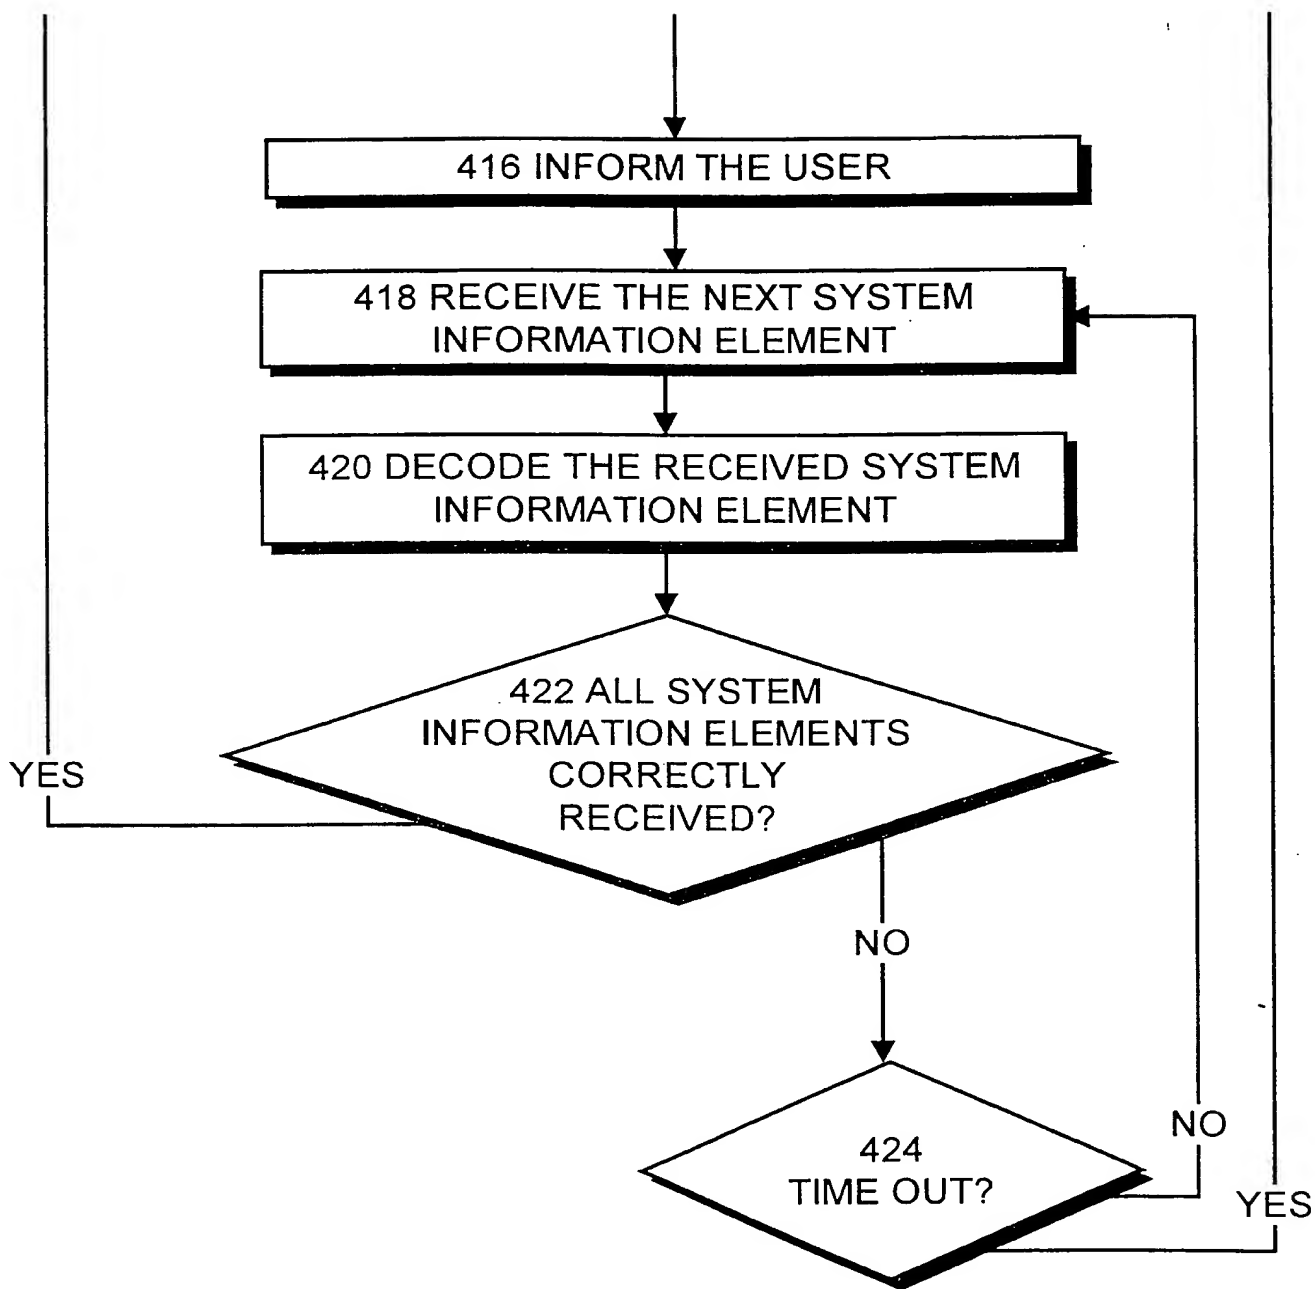 416 INFORM THE USER
418 RECEIVE THE NEXT SYSTEM
INFORMATION ELEMENT
420 DECODE THE RECEIVED SYSTEM
INFORMATION ELEMENT
422 ALL SYSTEM
INFORMATION ELEMENTS
CORRECTLY
RECEIVED?
YES
NO
424
TIME OUT?
NO
YES